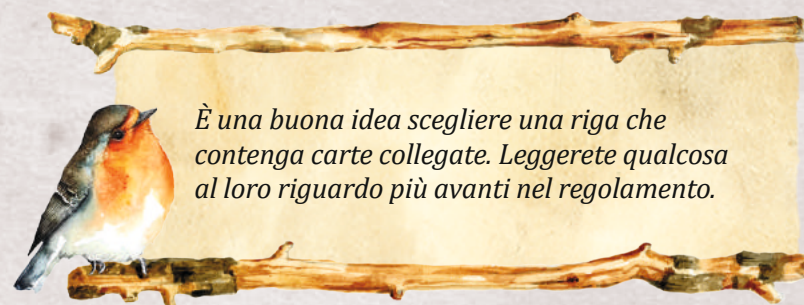 È una buona idea scegliere una riga che
contenga carte collegate. Leggerete qualcosa
al loro riguardo più avanti nel regolamento.